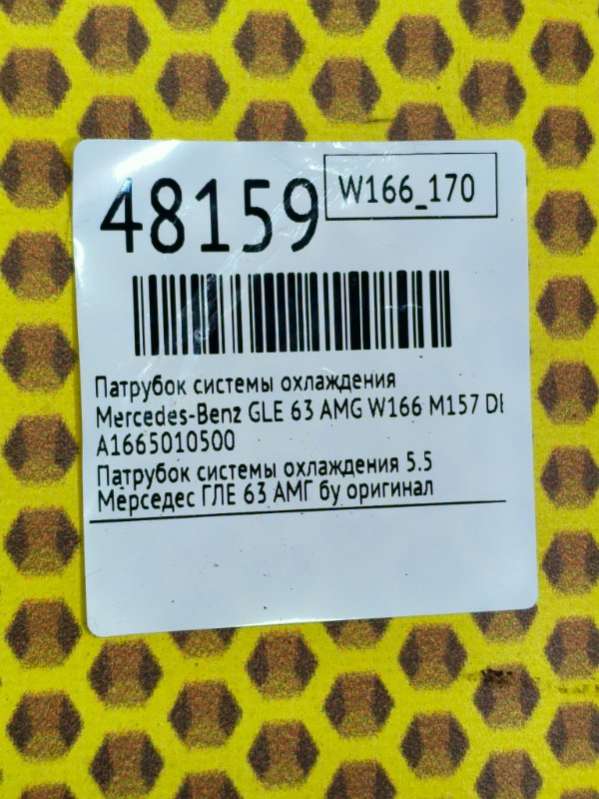 48159
W166_170
Патрубок системы охлаждения
Mercedes-Benz GLE 63 AMG W166 M157
A1665010500
Патрубок системы охлаждения 5.5
Мерседес ГЛЕ 63 АМГ бу оригинал